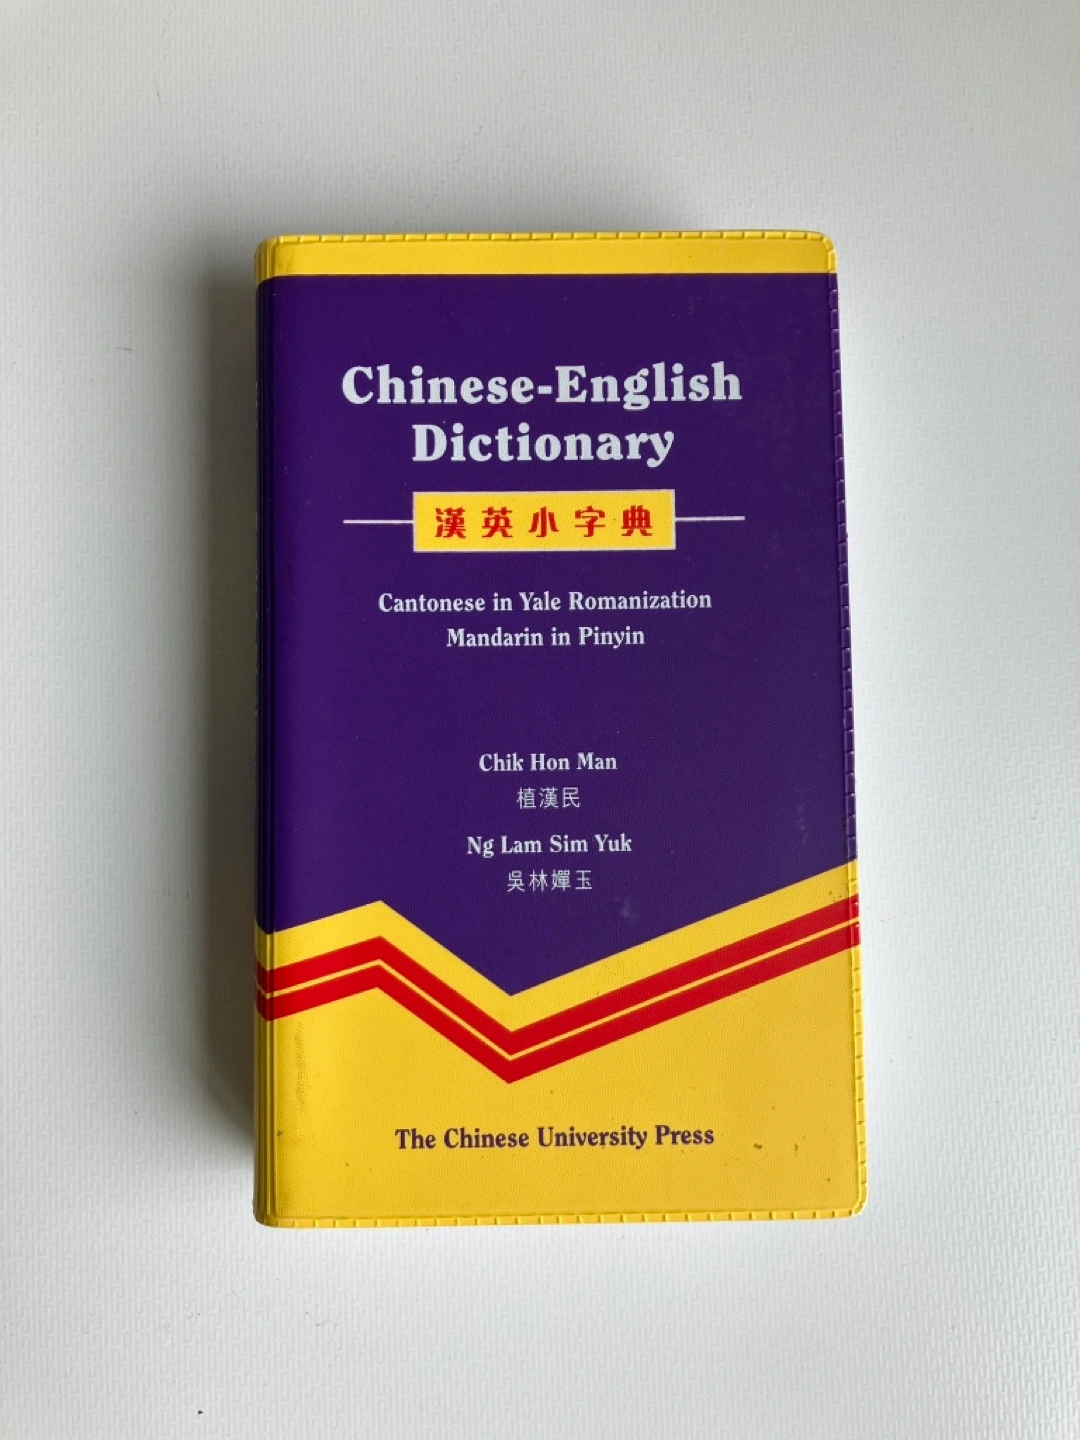 Chinese-English
Dictionary
漢英小字典
Cantonese in Yale Romanization
Mandarin in Pinyin
Chik Hon Man
植漢民
Ng Lam Sim Yuk
吳林嬋玉
The Chinese University Press